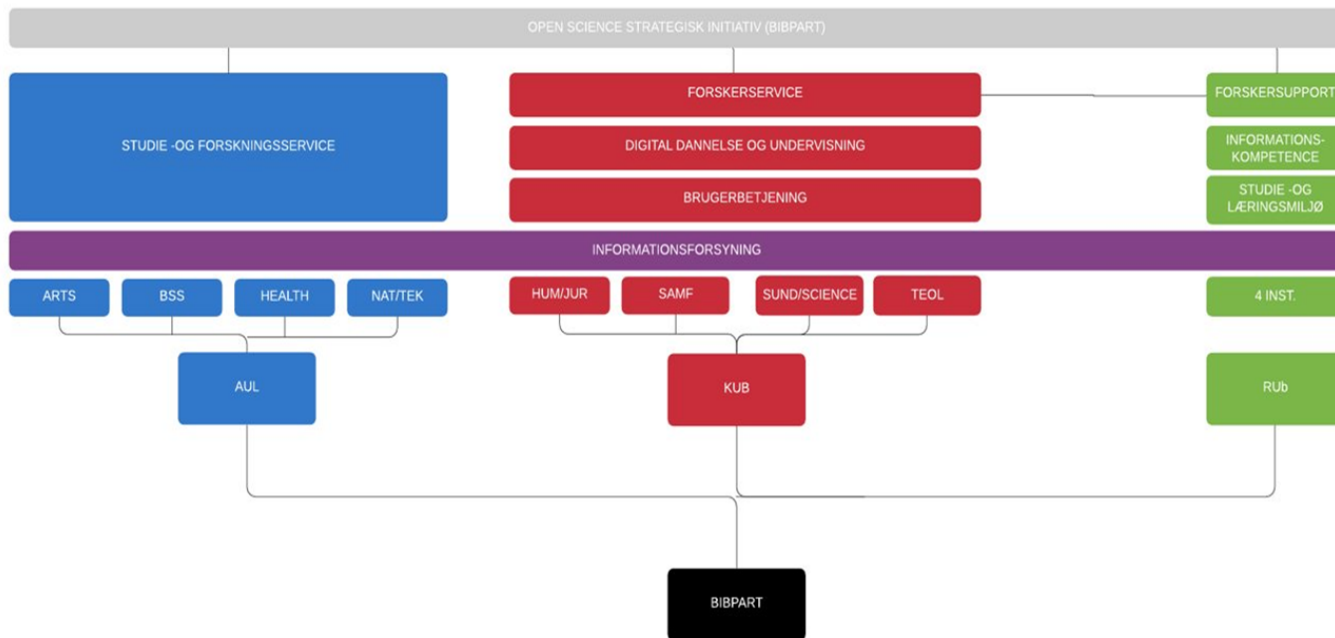 OPEN SCIENCE STRATEGISK INITIATIV (BIBPART)
STUDIE -OG FORSKNINGSSERVICE
FORSKERSERVICE
DIGITAL DANNELSE OG UNDERVISNING
BRUGERBETJENING
FORSKERSUPPORT
INFORMATIONS-
KOMPETENCE
STUDIE -OG
LÆRINGSMILJØ
INFORMATIONSFORSYNING
ARTS
BSS
HEALTH
NAT/TEK
HUM/JUR
SAMF
SUND/SCIENCE
TEOL
4 INST.
AUL
KUB
RUb
BIBPART